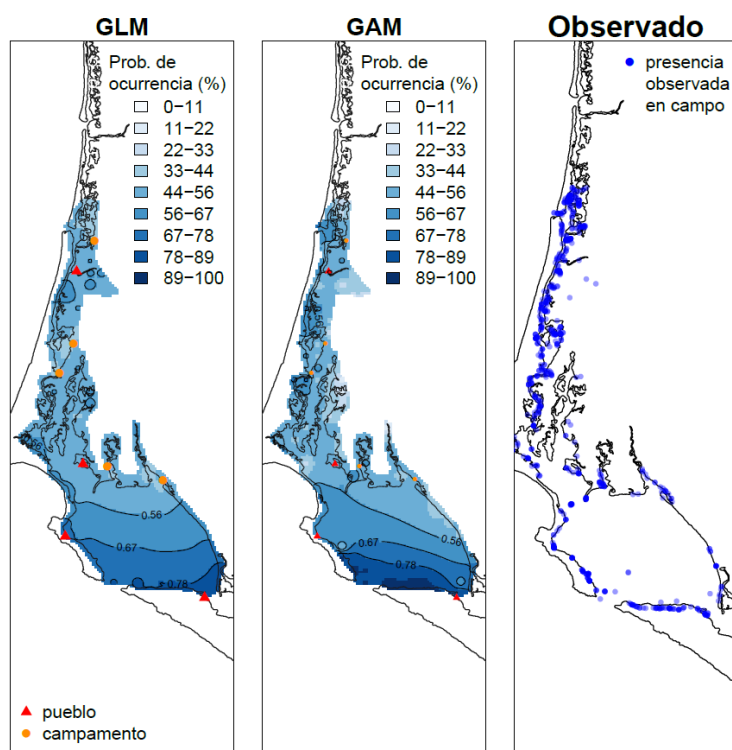 GLM
Prob. de
ocurrencia (%)
0−11
11−22
22−33
33−44
44−56
56−67
67−78
78−89
89−100
0.56
0.67
0.78
pueblo
campamento
GAM
Prob. de
ocurrencia (%)
0−11
11−22
22−33
33−44
44−56
56−67
67−78
78−89
89−100
0.56
0.56
0.67
0.78
Observado
presencia
observada
en campo